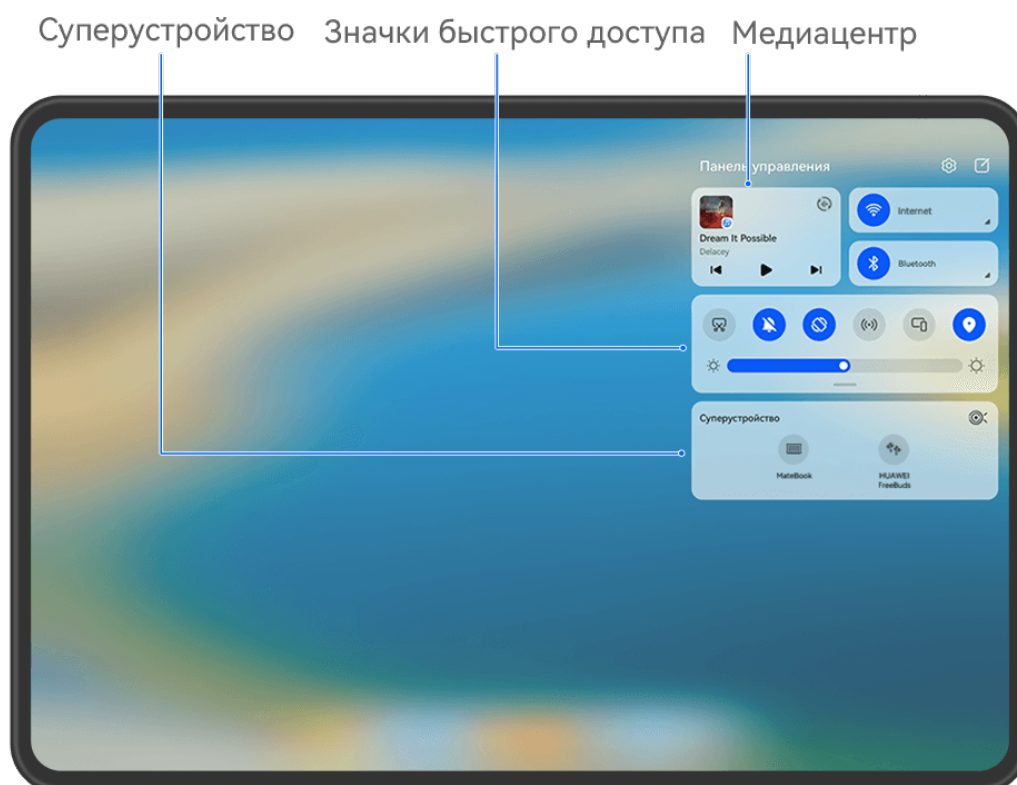 Суперустройство
Значки быстрого доступа
Медиацентр
Панель управления
Dream It Possible
Delacey
Internet
Bluetooth
Суперустройство
MateBook
HUAWEI
FreeBuds